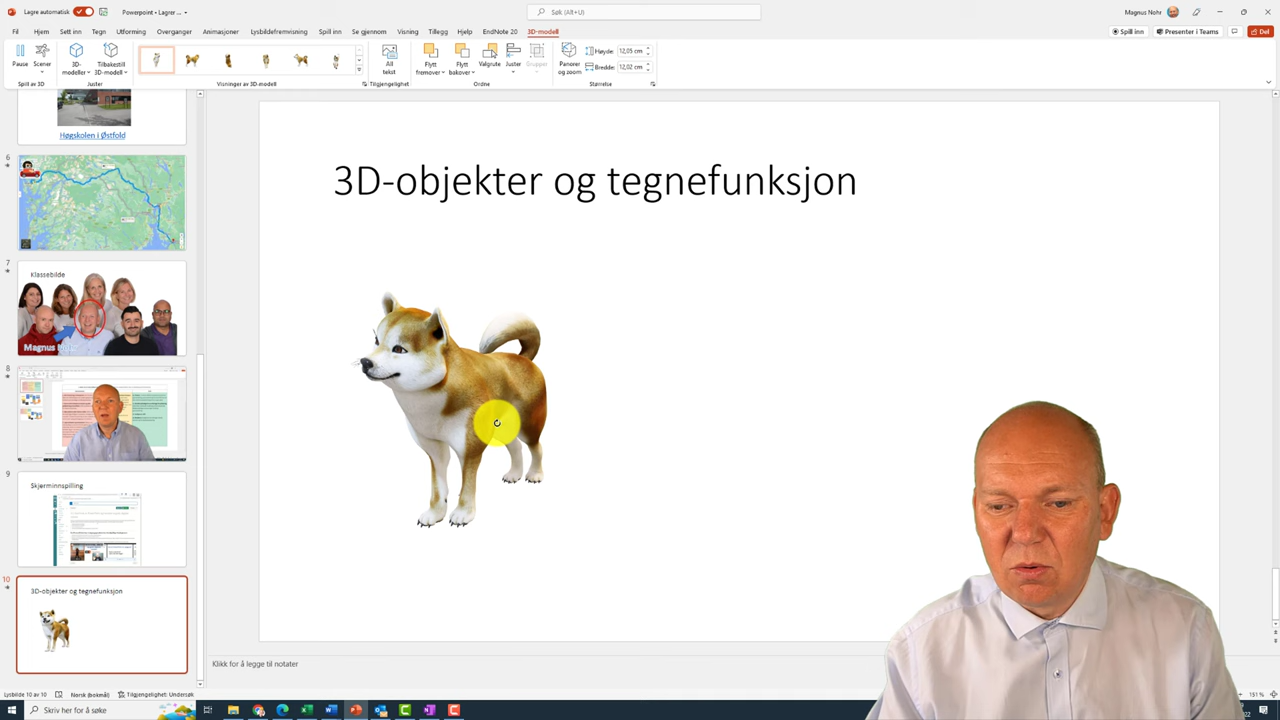 Lagre automatisk
Powerpoint • Lagrer ...
Søk (Alt+U)
Magnus Nohr
Fil Hjem Sett inn Tegn Utforming Overganger Animasjoner Lysbildefremvisning Spill inn Se gjennom Visning Tillegg Hjelp EndNote 20 3D-modell
Spill inn Presenter i Teams Del
Pause Scener 3D-modeller Tilbakestill 3D-modell Alt tekst Flytt fremover Flytt bakover Valgrute Juster Grupper Panorer og zoom
Høyde: 12,05 cm
Bredde: 12,02 cm
Spill av 3D Juster Visninger av 3D-modell Tilgjengelighet Ordne Størrelse
Høgskolen i Østfold
6
7
Klassebilde
Magnus
8
9
Skjerminnspilling
10
3D-objekter og tegnefunksjon
3D-objekter og tegnefunksjon
Klikk for å legge til notater
Lysbilde 10 av 10 Norsk (bokmål) Tilgjengelighet: Undersøk
151 %
Skriv her for å søke